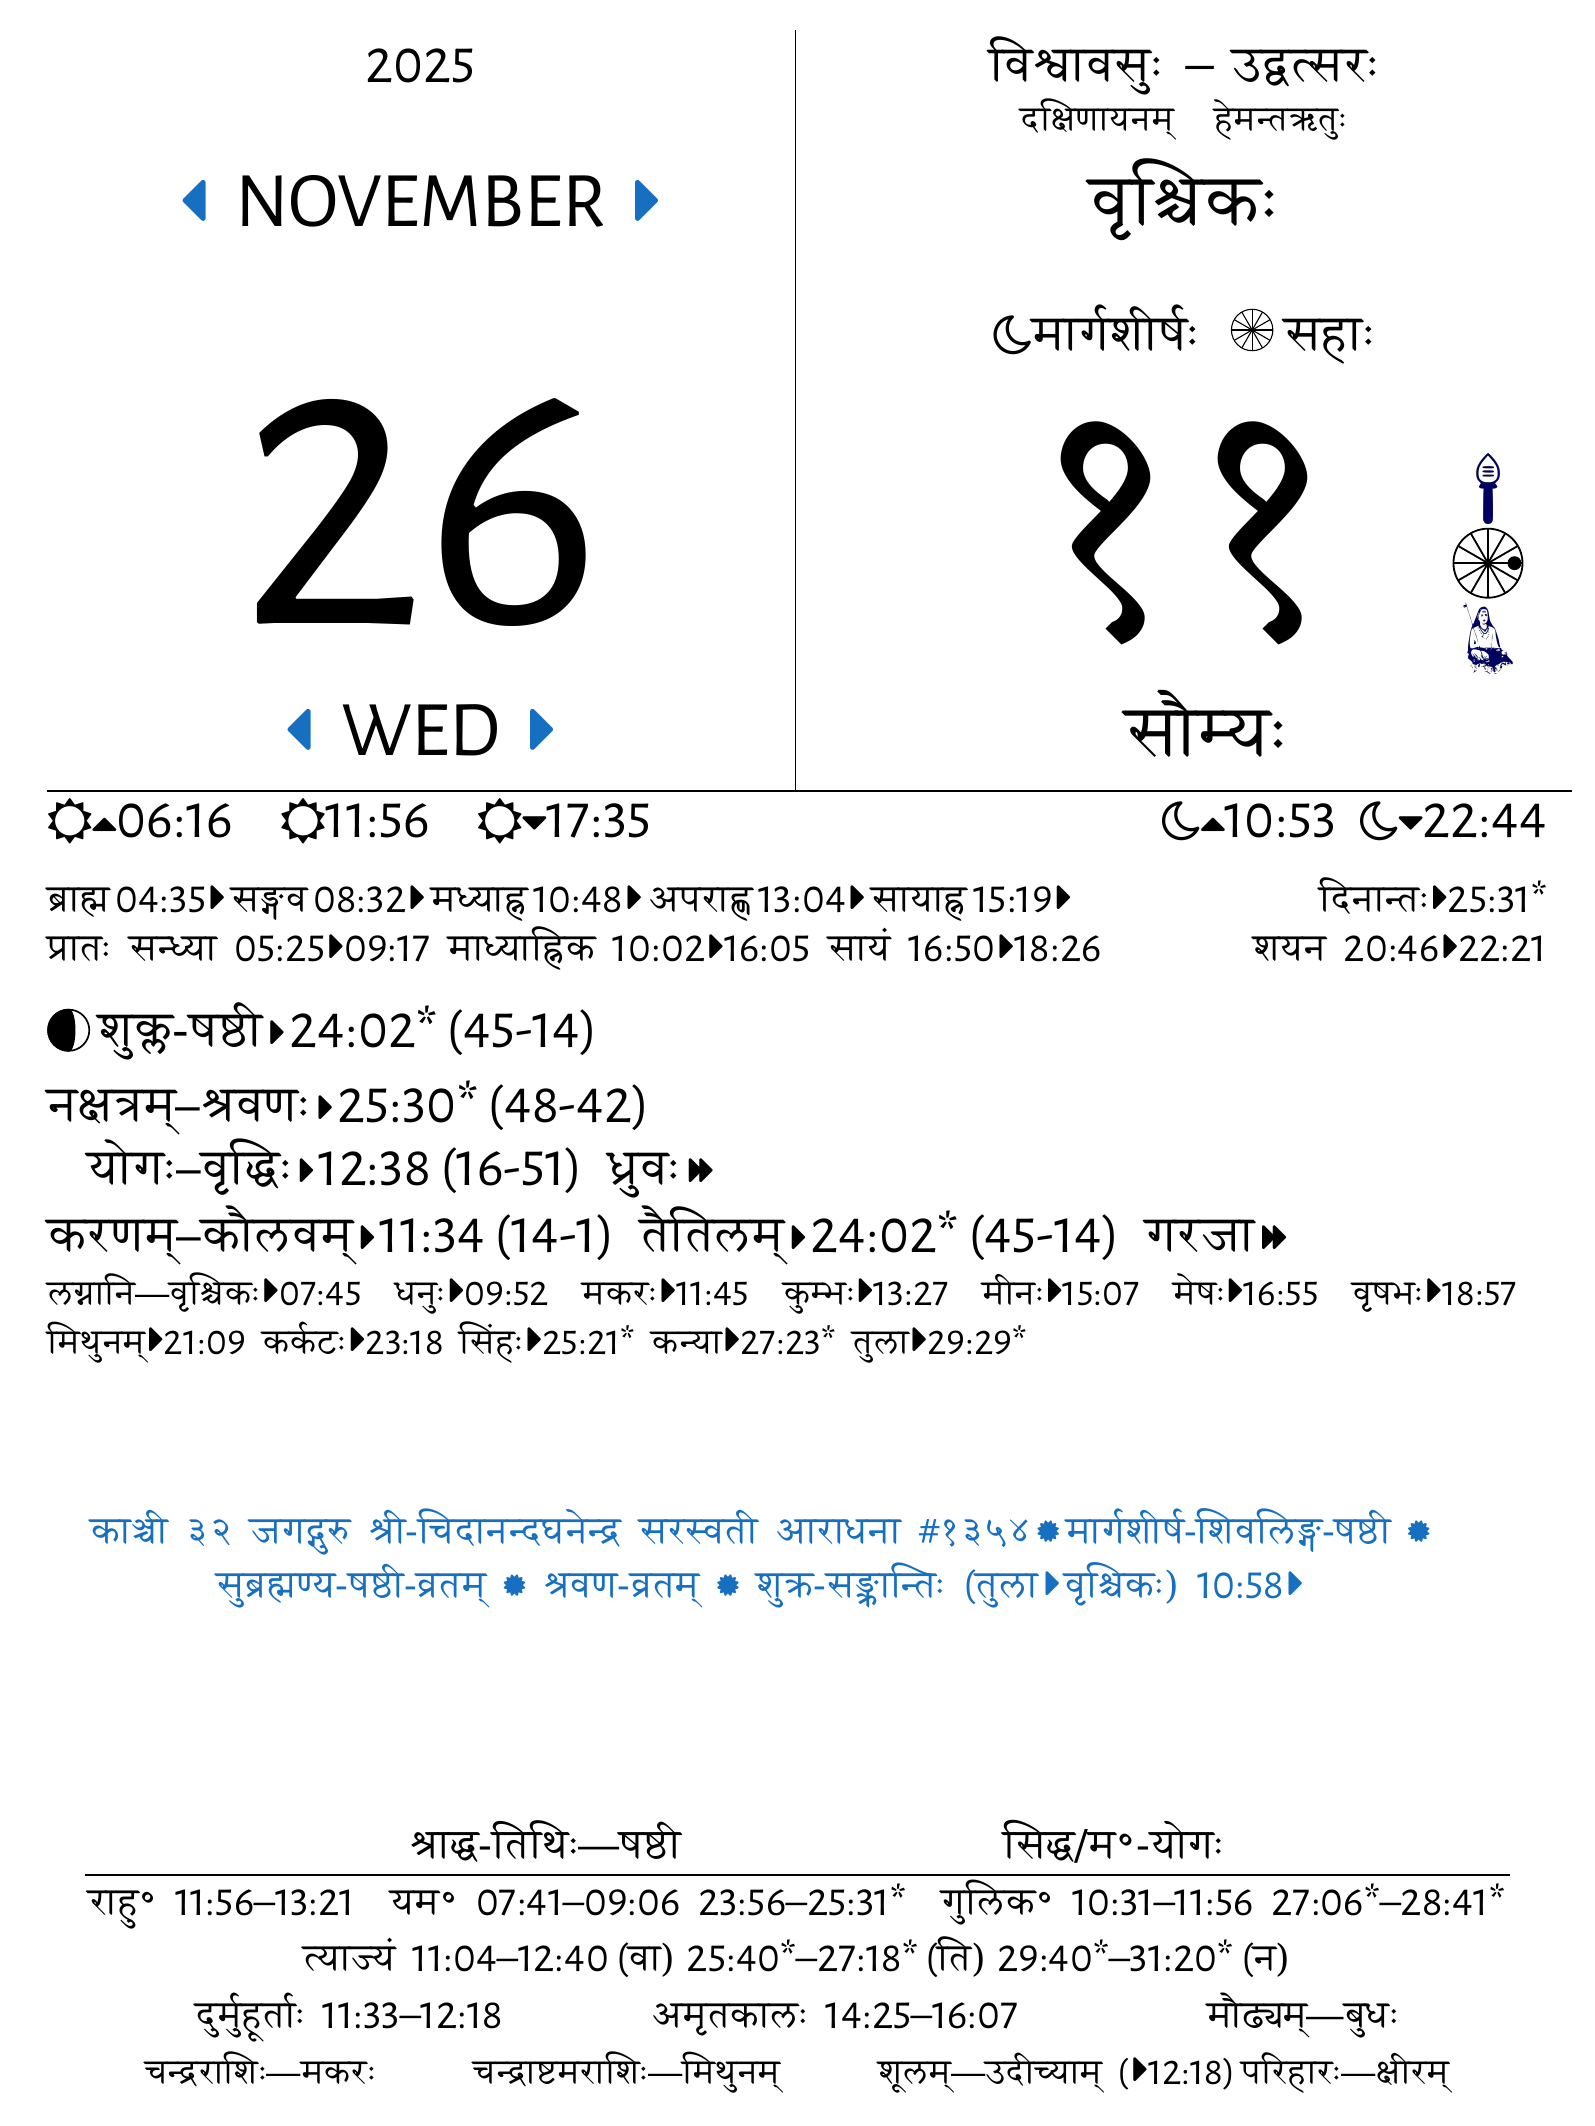 2025
NOVEMBER
26
WED
विश्वावसुः – उद्वत्सरः
दक्षिणायनम् हेमन्तऋतुः
वृश्चिकः
मार्गशीर्षः सहाः
११
सौम्यः
06:16 11:56 17:35 10:53 22:44
ब्राह्म 04:35 सङ्गव 08:32 मध्याह्न 10:48 अपराह्ण 13:04 सायाह्न 15:19 दिनान्तः 25:31*
प्रातः सन्ध्या 05:25 09:17 माध्याह्निक 10:02 16:05 सायं 16:50 18:26 शयन 20:46 22:21
शुक्ल-षष्ठी 24:02* (45-14)
नक्षत्रम्–श्रवणः 25:30* (48-42)
योगः–वृद्धिः 12:38 (16-51) ध्रुवः
करणम्–कौलवम् 11:34 (14-1) तैतिलम् 24:02* (45-14) गरजा
लग्नानि—वृश्चिकः 07:45 धनुः 09:52 मकरः 11:45 कुम्भः 13:27 मीनः 15:07 मेषः 16:55 वृषभः 18:57
मिथुनम् 21:09 कर्कटः 23:18 सिंहः 25:21* कन्या 27:23* तुला 29:29*
काञ्ची ३२ जगद्गुरु श्री-चिदानन्दघनेन्द्र सरस्वती आराधना #१३५४ मार्गशीर्ष-शिवलिङ्ग-षष्ठी
सुब्रह्मण्य-षष्ठी-व्रतम् श्रवण-व्रतम् शुक्र-सङ्क्रान्तिः (तुला वृश्चिकः) 10:58
श्राद्ध-तिथिः—षष्ठी सिद्ध/म॰-योगः
राहु॰ 11:56–13:21 यम॰ 07:41–09:06 23:56–25:31* गुलिक॰ 10:31–11:56 27:06*–28:41*
त्याज्यं 11:04–12:40 (वा) 25:40*–27:18* (ति) 29:40*–31:20* (न)
दुर्मुहूर्ताः 11:33–12:18 अमृतकालः 14:25–16:07 मौढ्यम्—बुधः
चन्द्रराशिः—मकरः चन्द्राष्टमराशिः—मिथुनम् शूलम्—उदीच्याम् (12:18) परिहारः—क्षीरम्